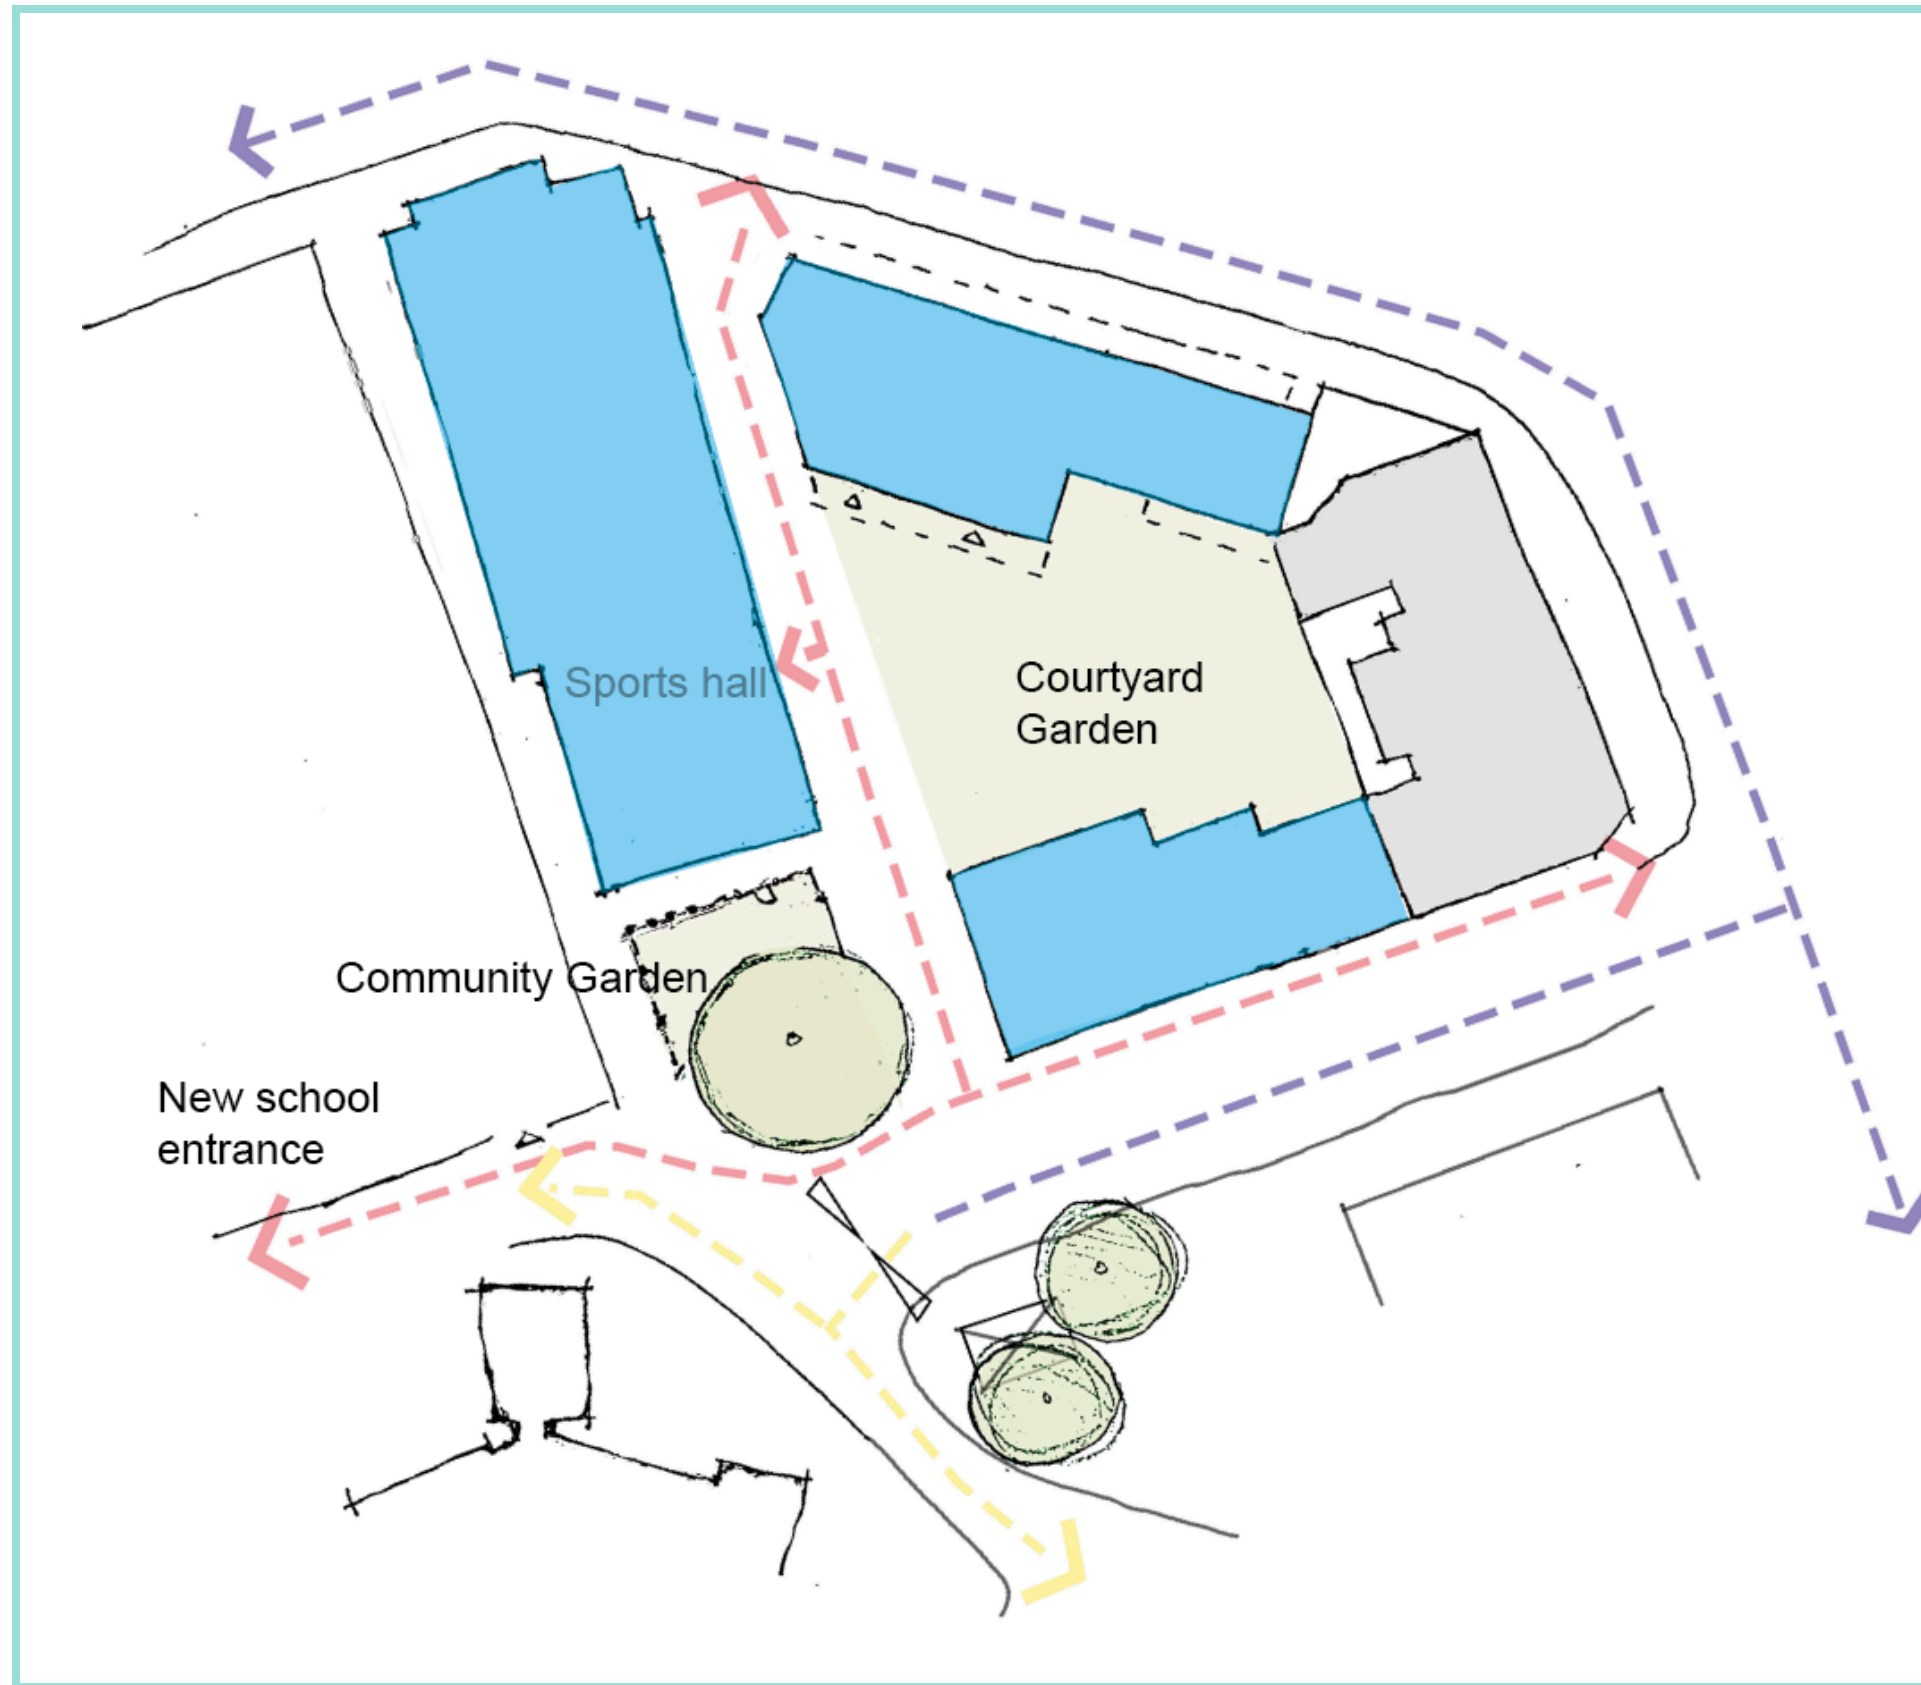 Sports hall
Courtyard
Garden
Community Garden
New school
entrance